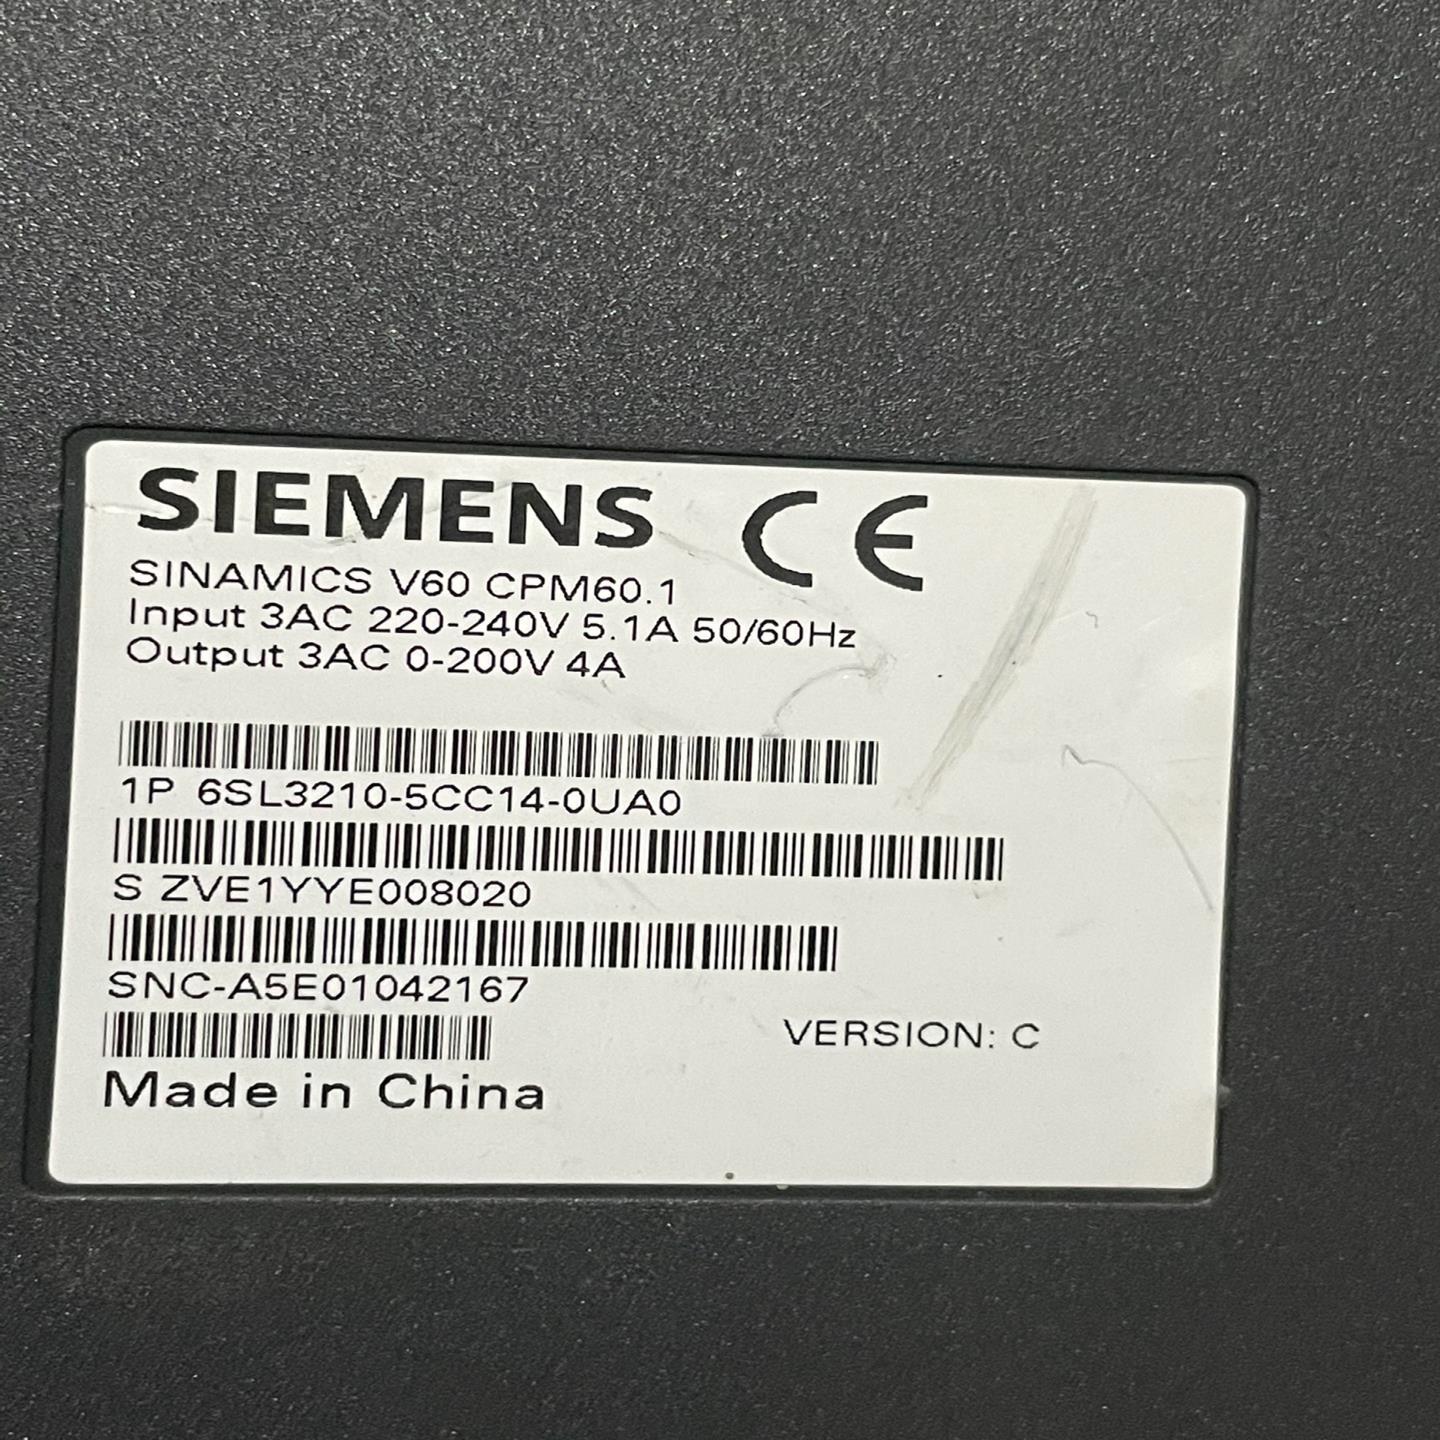 SIEMENS CE
SINAMICS V60 CPM60.1
Input 3AC 220-240V 5.1A 50/60Hz
Output 3AC 0-200V 4A
1P 6SL3210-5CC14-0UA0
S ZVE1YYE008020
SNC-A5E01042167
VERSION: C
Made in China